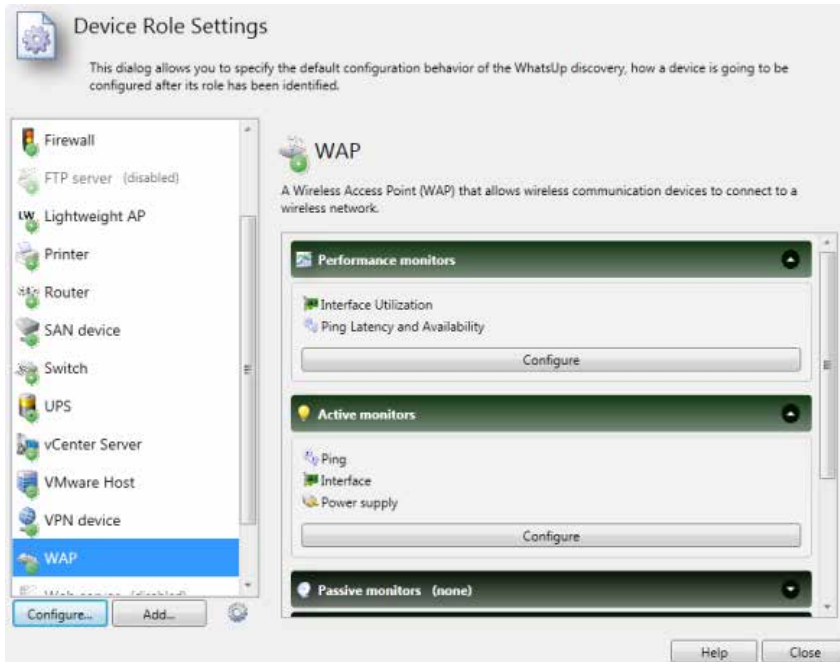 Device Role Settings
This dialog allows you to specify the default configuration behavior of the WhatsUp discovery, how a device is going to be
configured after its role has been identified.
Firewall
FTP server (disabled)
LW Lightweight AP
Printer
Router
SAN device
Switch
UPS
vCenter Server
VMware Host
VPN device
WAP
Web server (disabled)
Configure...
Add...
WAP
A Wireless Access Point (WAP) that allows wireless communication devices to connect to a
wireless network.
Performance monitors
Interface Utilization
Ping Latency and Availability
Configure
Active monitors
Ping
Interface
Power supply
Configure
Passive monitors (none)
Help
Close